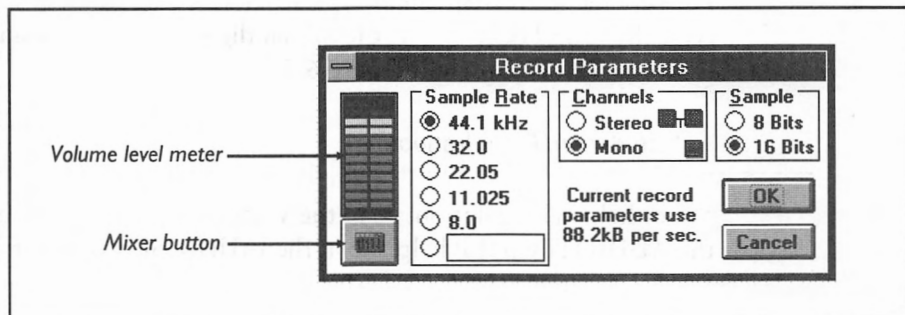 Record Parameters
Volume level meter
Mixer button
Sample Rate
44.1 kHz
32.0
22.05
11.025
8.0
Channels
Stereo
Mono
Sample
8 Bits
16 Bits
Current record
parameters use
88.2kB per sec.
OK
Cancel